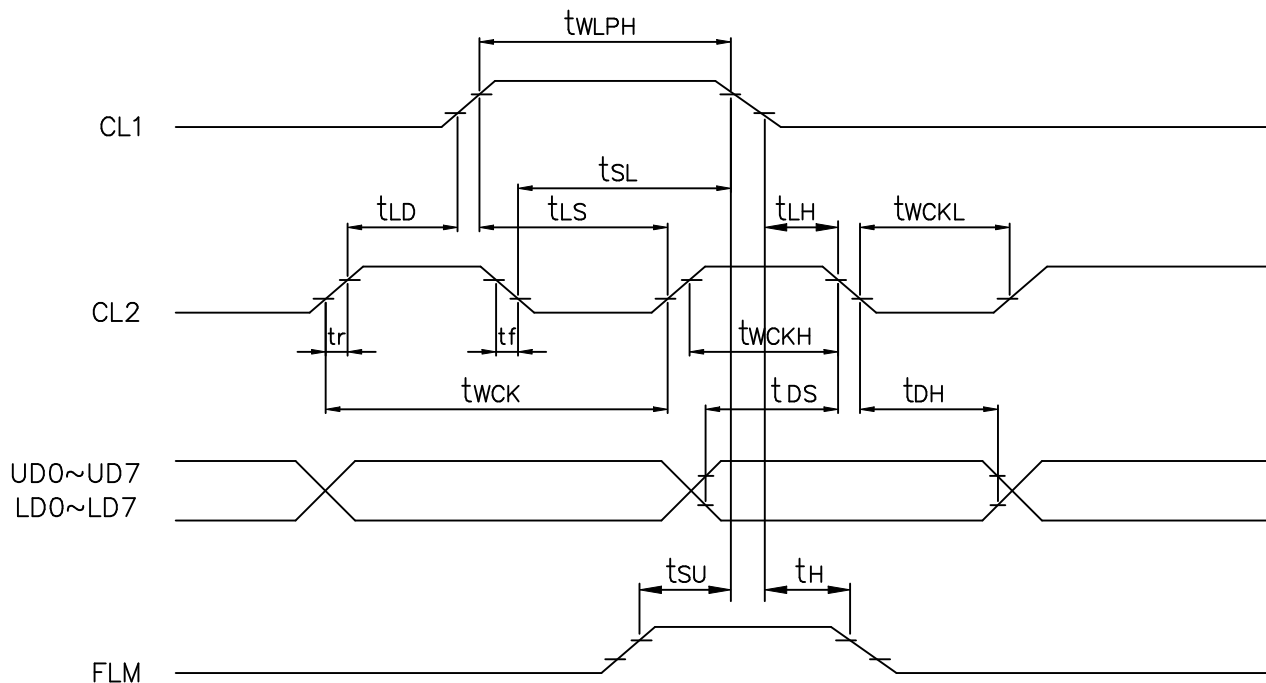 tWLPH
CL1
tSL
tLD
tLS
tLH
tWCKL
CL2
tr
tf
tWCKH
tWCK
tDS
tDH
UD0~UD7
LD0~LD7
tSU
tH
FLM